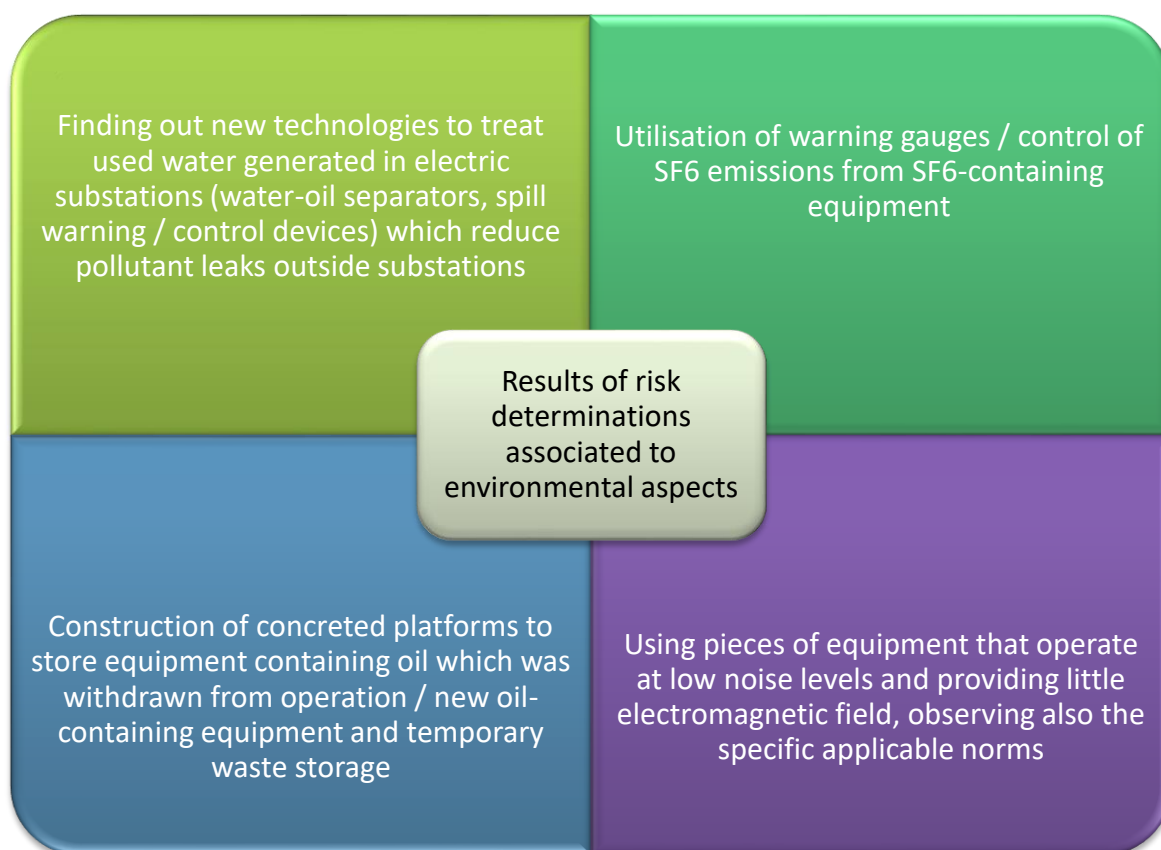 Finding out new technologies to treat
used water generated in electric
substations (water-oil separators, spill
warning / control devices) which reduce
pollutant leaks outside substations
Utilisation of warning gauges / control of
SF6 emissions from SF6-containing
equipment
Results of risk
determinations
associated to
environmental aspects
Construction of concreted platforms to
store equipment containing oil which was
withdrawn from operation / new oil-
containing equipment and temporary
waste storage
Using pieces of equipment that operate
at low noise levels and providing little
electromagnetic field, observing also the
specific applicable norms